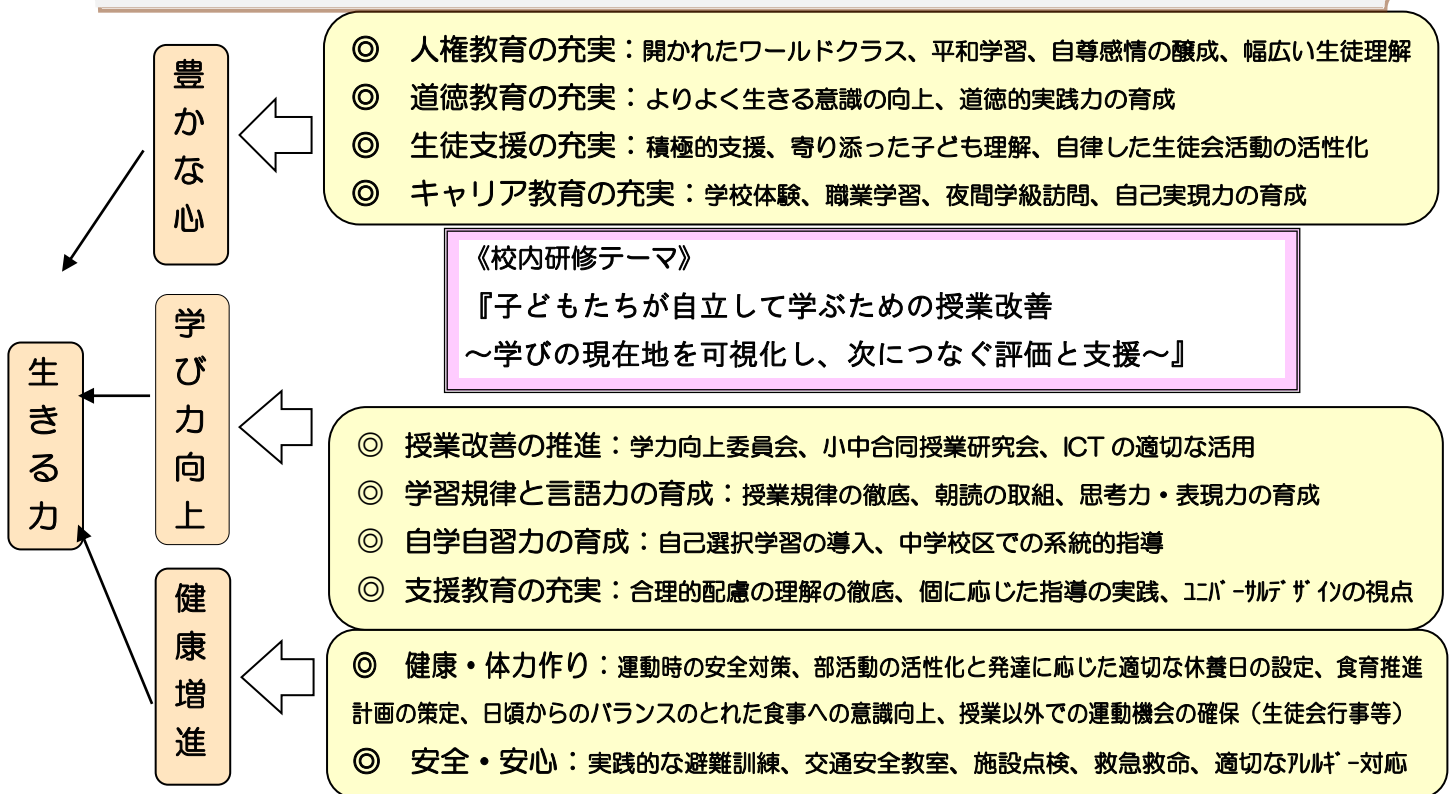 豊かな心
◎ 人権教育の充実：開かれたワールドクラス、平和学習、自尊感情の醸成、幅広い生徒理解
◎ 道徳教育の充実：よりよく生きる意識の向上、道徳的実践力の育成
◎ 生徒支援の充実：積極的支援、寄り添った子ども理解、自律した生徒会活動の活性化
◎ キャリア教育の充実：学校体験、職業学習、夜間学級訪問、自己実現力の育成
《校内研修テーマ》
『子どもたちが自立して学ぶための授業改善
～学びの現在地を可視化し、次につなぐ評価と支援～』
生きる力
学び力向上
◎ 授業改善の推進：学力向上委員会、小中合同授業研究会、ICT の適切な活用
◎ 学習規律と言語力の育成：授業規律の徹底、朝読の取組、思考力・表現力の育成
◎ 自学自習力の育成：自己選択学習の導入、中学校区での系統的指導
◎ 支援教育の充実：合理的配慮の理解の徹底、個に応じた指導の実践、ﾕﾆﾊﾞｰｻﾙﾃﾞｻﾞｲﾝの視点
健康増進
◎ 健康・体力作り：運動時の安全対策、部活動の活性化と発達に応じた適切な休養日の設定、食育推進
計画の策定、日頃からのバランスのとれた食事への意識向上、授業以外での運動機会の確保（生徒会行事等）
◎ 安全・安心：実践的な避難訓練、交通安全教室、施設点検、救急救命、適切なｱﾚﾙｷﾞｰ対応